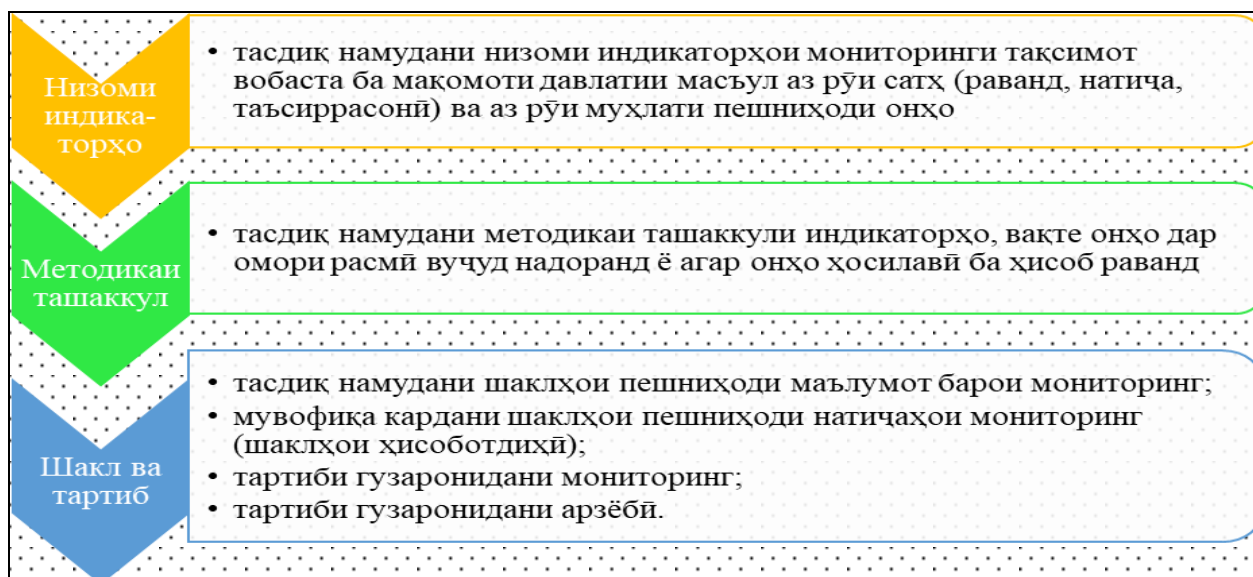 Низоми
индика-
торҳо
• тасдиқ намудани низоми индикаторҳои мониторинги тақсимот
вобаста ба мақомоти давлатии масъул аз рӯи сатҳ (раванд, натиҷа,
таъсиррасонӣ) ва аз рӯи муҳлати пешниҳоди онҳо
Методикаи
ташаккул
• тасдиқ намудани методикаи ташаккули индикаторҳо, вақте онҳо дар
омори расмӣ вуҷуд надоранд ё агар онҳо ҳосилавӣ ба ҳисоб раванд
Шакл ва
тартиб
• тасдиқ намудани шаклҳои пешниҳоди маълумот барои мониторинг;
• мувофиқа кардани шаклҳои пешниҳоди натиҷаҳои мониторинг
(шаклҳои ҳисоботдиҳӣ);
• тартиби гузаронидани мониторинг;
• тартиби гузаронидани арзёбӣ.